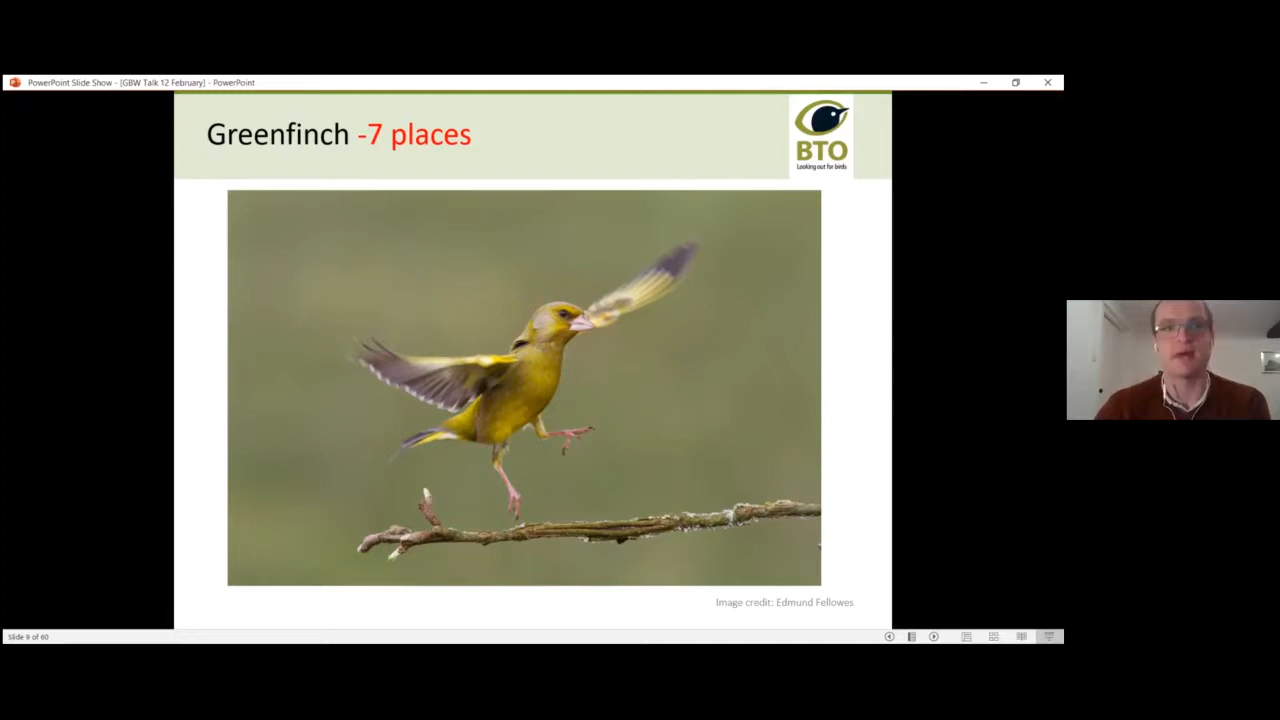 PowerPoint Slide Show - [GBW Talk 12 February] - PowerPoint
Greenfinch -7 places
BTO
Looking out for birds
Image credit: Edmund Fellowes
Slide 9 of 60